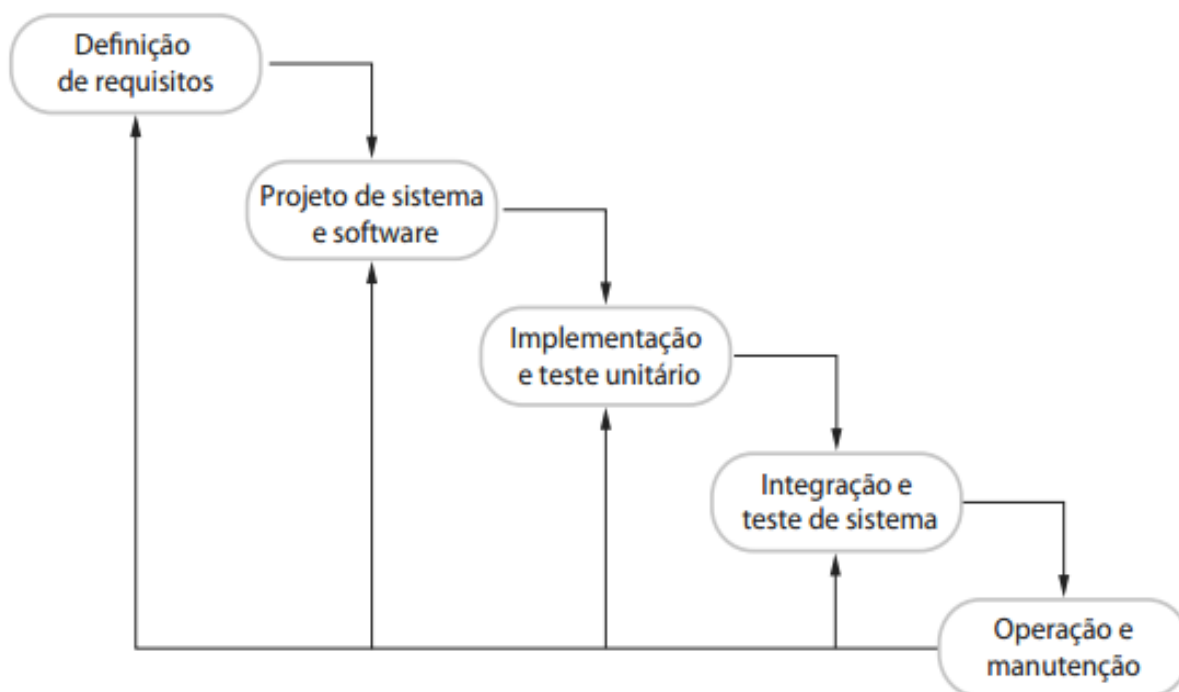 Definição
de requisitos
Projeto de sistema
e software
Implementação
e teste unitário
Integração e
teste de sistema
Operação e
manutenção